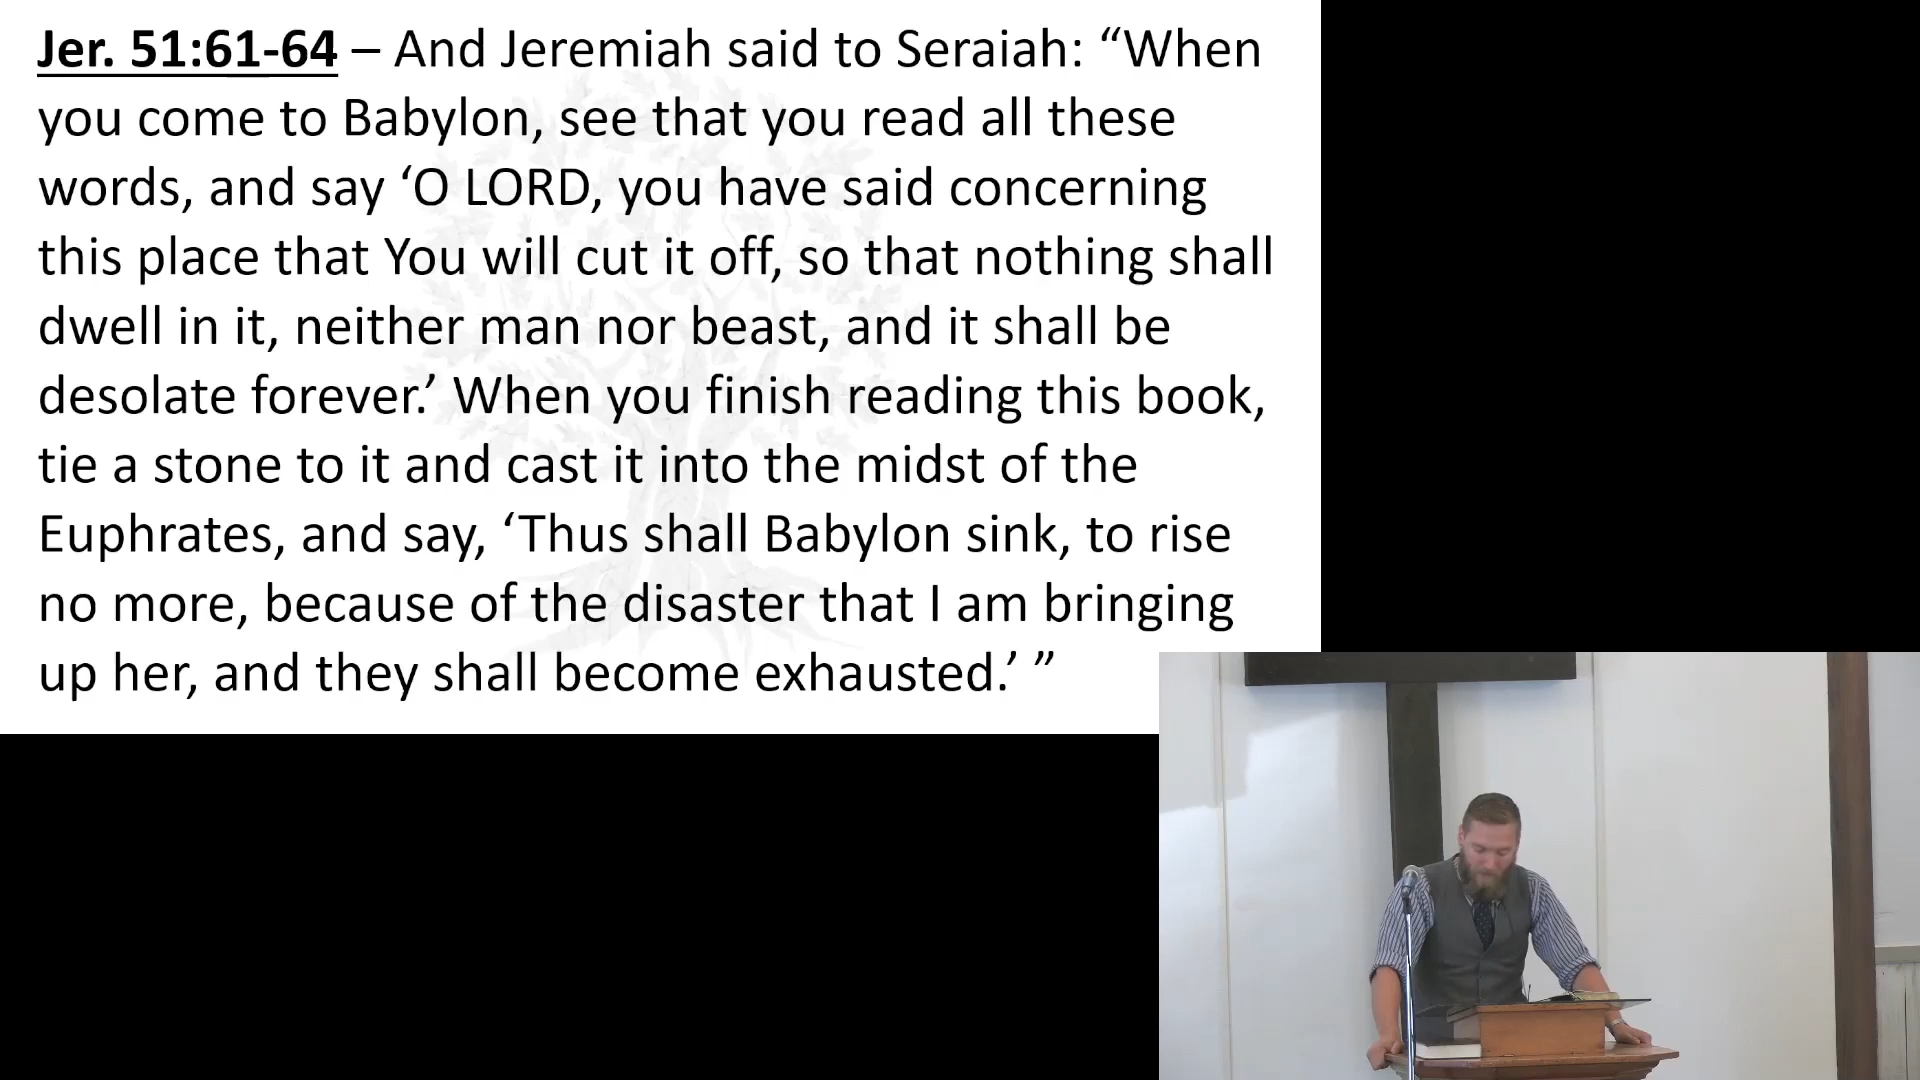 Jer. 51:61-64 – And Jeremiah said to Seraiah: “When
you come to Babylon, see that you read all these
words, and say ‘O LORD, you have said concerning
this place that You will cut it off, so that nothing shall
dwell in it, neither man nor beast, and it shall be
desolate forever.’ When you finish reading this book,
tie a stone to it and cast it into the midst of the
Euphrates, and say, ‘Thus shall Babylon sink, to rise
no more, because of the disaster that I am bringing
up her, and they shall become exhausted.’ ”